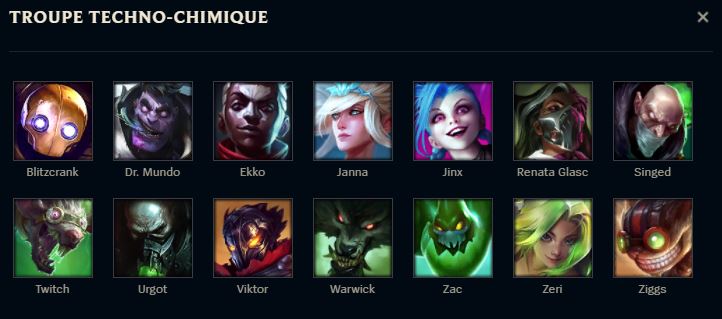 TROUPE TECHNO-CHIMIQUE
Blitzcrank Dr. Mundo Ekko Janna Jinx Renata Glasc Singed
Twitch Urgot Viktor Warwick Zac Zeri Ziggs